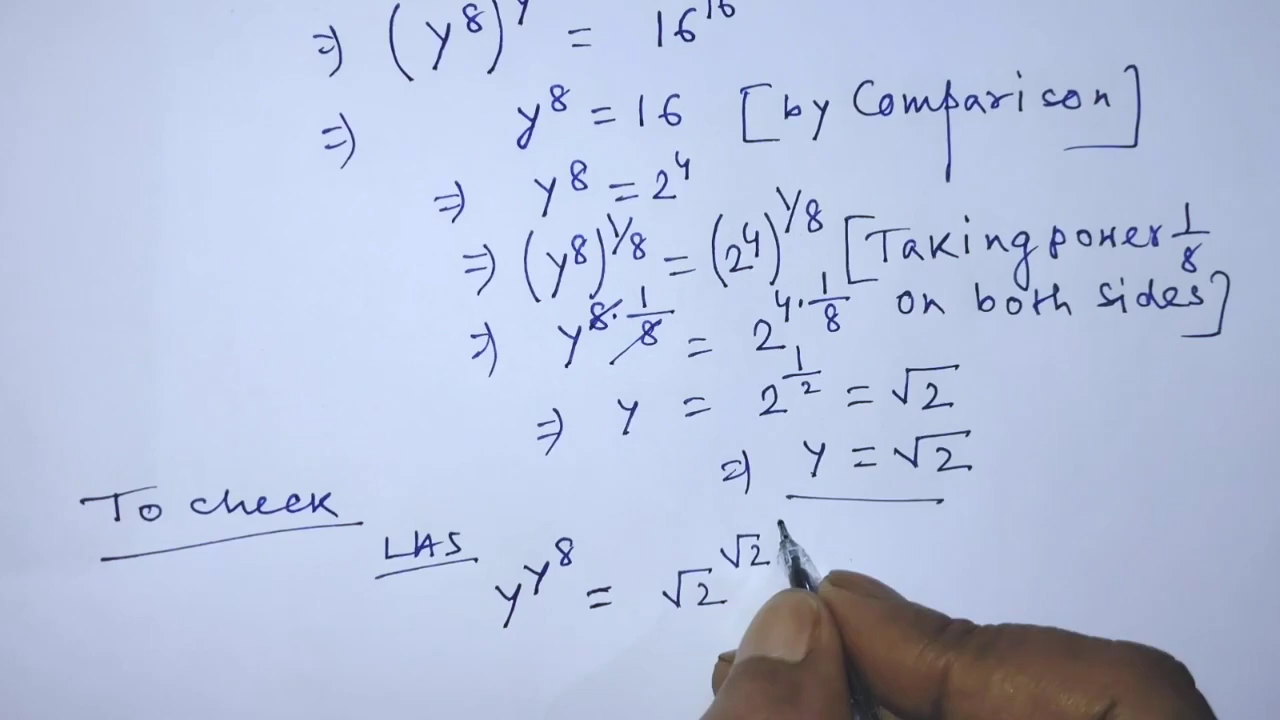 ⇒ (y⁸)^y⁸ = 16¹⁶
⇒ y⁸ = 16 [by Comparison]
⇒ y⁸ = 2⁴
⇒ (y⁸)^1/8 = (2⁴)^1/8 [Taking power 1/8
⇒ y^8·1/8 = 2^4·1/8 on both sides]
⇒ y = 2^1/2 = √2
⇒ y = √2
To check
LHS y^y^8 = √2^√2